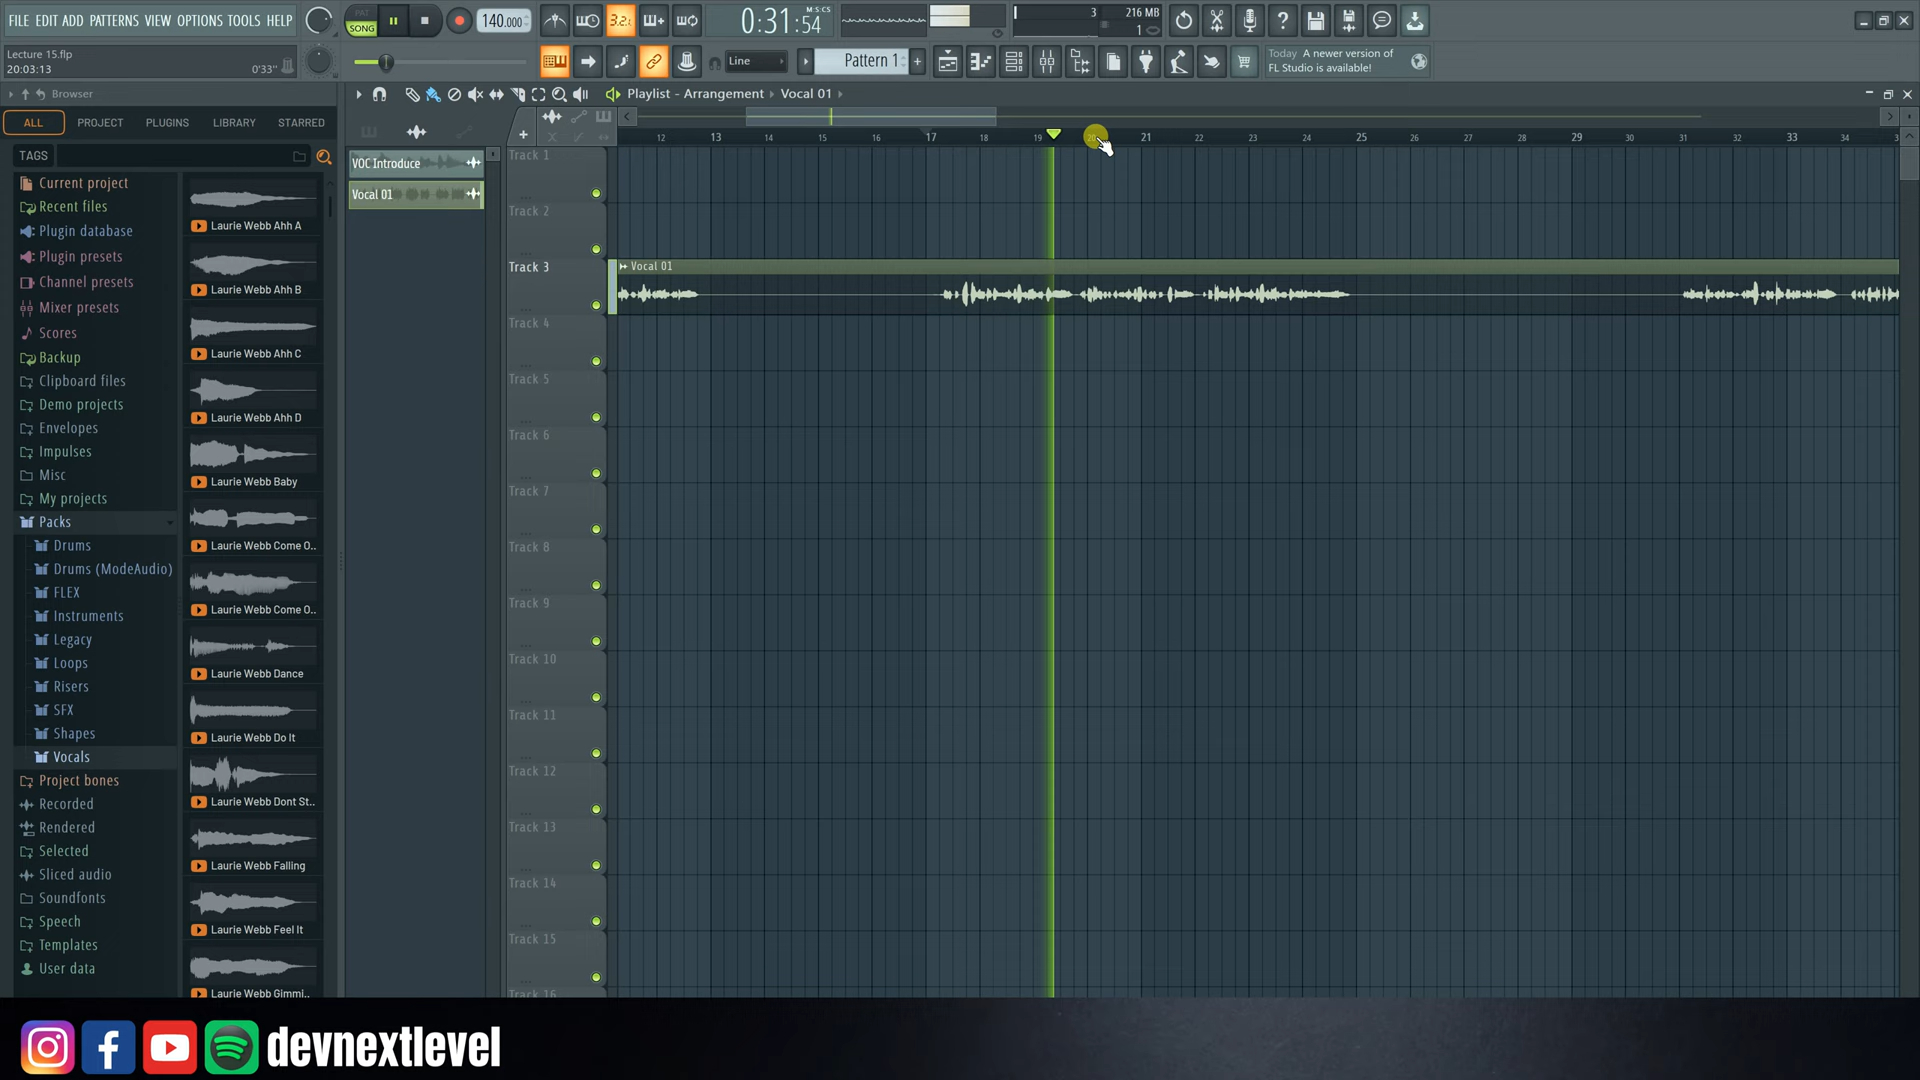 FILE EDIT ADD PATTERNS VIEW OPTIONS TOOLS HELP
PAT
SONG
140.000
3.2.
0:31:54
M:S:CS
3
216 MB
1
Lecture 15.flp
20:03:13
0'33"
Line
Pattern 1
Today A newer version of
FL Studio is available!
Browser
Playlist - Arrangement
Vocal 01
ALL
PROJECT
PLUGINS
LIBRARY
STARRED
TAGS
12 13 14 15 16 17 18 19 20 21 22 23 24 25 26 27 28 29 30 31 32 33 34
Current project
Recent files
Plugin database
Plugin presets
Channel presets
Mixer presets
Scores
Backup
Clipboard files
Demo projects
Envelopes
Impulses
Misc
My projects
Packs
Drums
Drums (ModeAudio)
FLEX
Instruments
Legacy
Loops
Risers
SFX
Shapes
Vocals
Project bones
Recorded
Rendered
Selected
Sliced audio
Soundfonts
Speech
Templates
User data
Laurie Webb Ahh A
Laurie Webb Ahh B
Laurie Webb Ahh C
Laurie Webb Ahh D
Laurie Webb Baby
Laurie Webb Come O..
Laurie Webb Come O..
Laurie Webb Dance
Laurie Webb Do It
Laurie Webb Dont St..
Laurie Webb Falling
Laurie Webb Feel It
Laurie Webb Gimmi..
VOC Introduce
Vocal 01
Track 1
Track 2
Track 3
Vocal 01
Track 4
Track 5
Track 6
Track 7
Track 8
Track 9
Track 10
Track 11
Track 12
Track 13
Track 14
Track 15
Track 16
devnextlevel